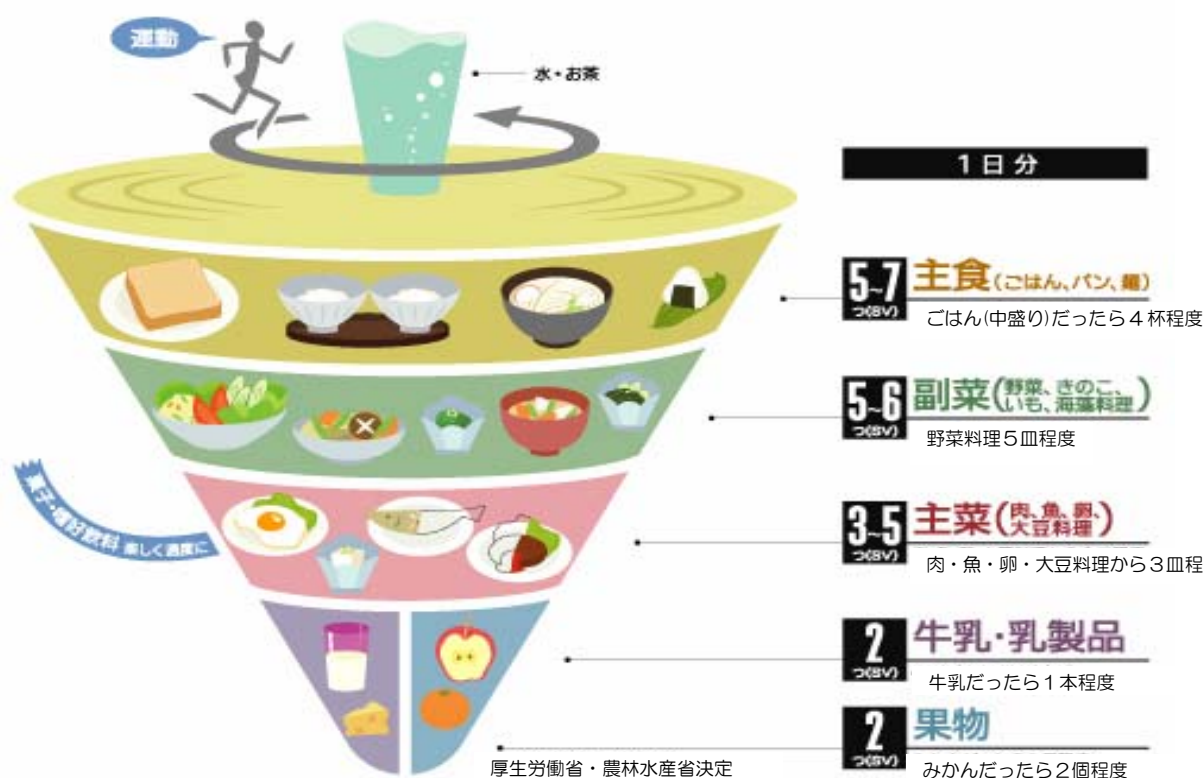 運動
水・お茶
1日分
5~7
つ(SV)
主食(ごはん、パン、麺)
ごはん(中盛り)だったら4杯程度
5~6
つ(SV)
副菜(野菜、きのこ、
いも、海藻料理)
野菜料理5皿程度
菓子・嗜好飲料 楽しく適度に
3~5
つ(SV)
主菜(肉、魚、卵、
大豆料理)
肉・魚・卵・大豆料理から3皿程
2
つ(SV)
牛乳・乳製品
牛乳だったら1本程度
2
つ(SV)
果物
みかんだったら2個程度
厚生労働省・農林水産省決定